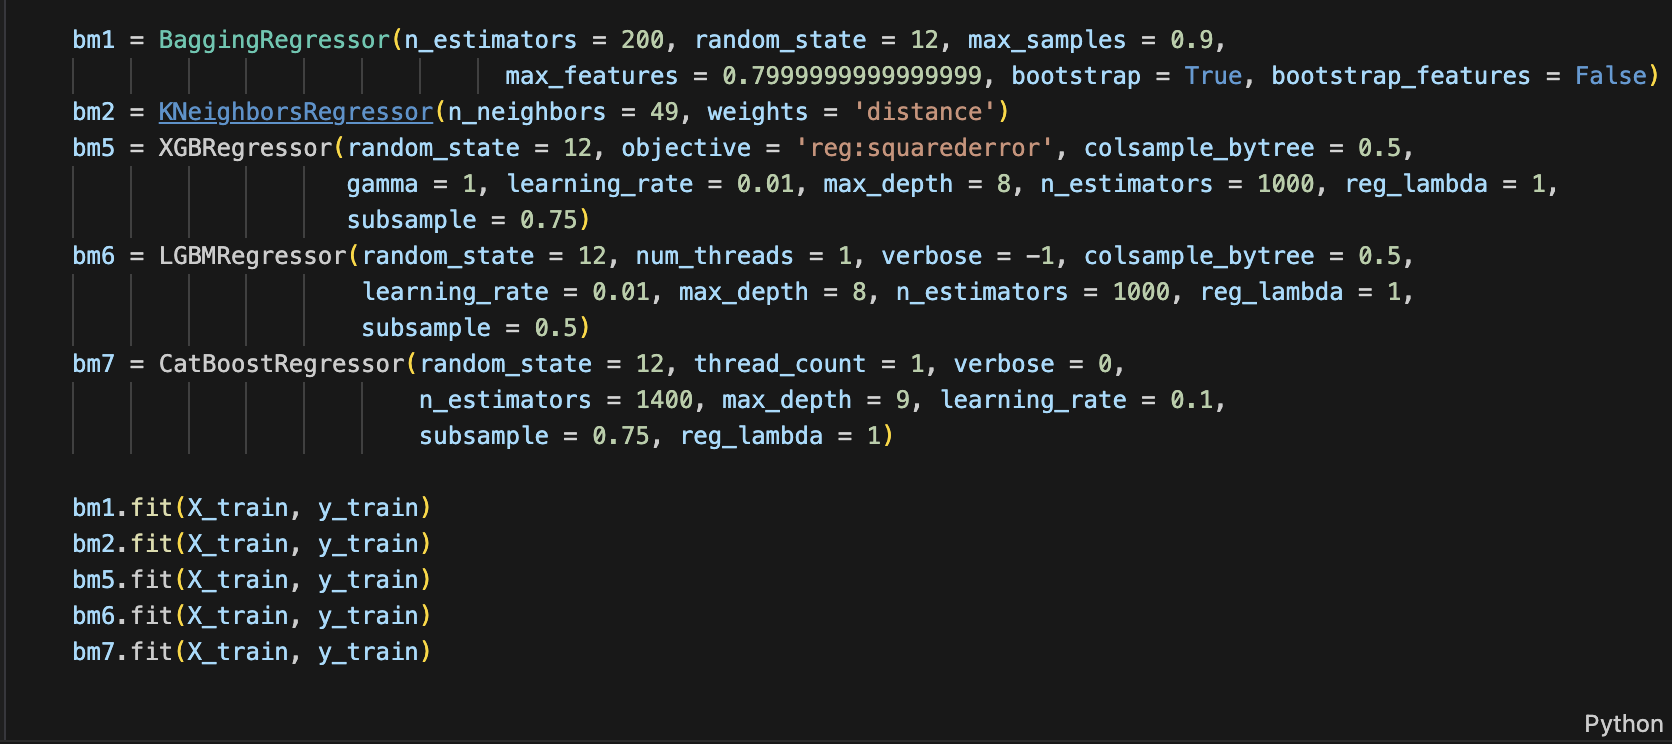 bm1 = BaggingRegressor(n_estimators = 200, random_state = 12, max_samples = 0.9,
max_features = 0.7999999999999999, bootstrap = True, bootstrap_features = False)
bm2 = KNeighborsRegressor(n_neighbors = 49, weights = 'distance')
bm5 = XGBRegressor(random_state = 12, objective = 'reg:squarederror', colsample_bytree = 0.5,
gamma = 1, learning_rate = 0.01, max_depth = 8, n_estimators = 1000, reg_lambda = 1,
subsample = 0.75)
bm6 = LGBMRegressor(random_state = 12, num_threads = 1, verbose = -1, colsample_bytree = 0.5,
learning_rate = 0.01, max_depth = 8, n_estimators = 1000, reg_lambda = 1,
subsample = 0.5)
bm7 = CatBoostRegressor(random_state = 12, thread_count = 1, verbose = 0,
n_estimators = 1400, max_depth = 9, learning_rate = 0.1,
subsample = 0.75, reg_lambda = 1)
bm1.fit(X_train, y_train)
bm2.fit(X_train, y_train)
bm5.fit(X_train, y_train)
bm6.fit(X_train, y_train)
bm7.fit(X_train, y_train)
Python